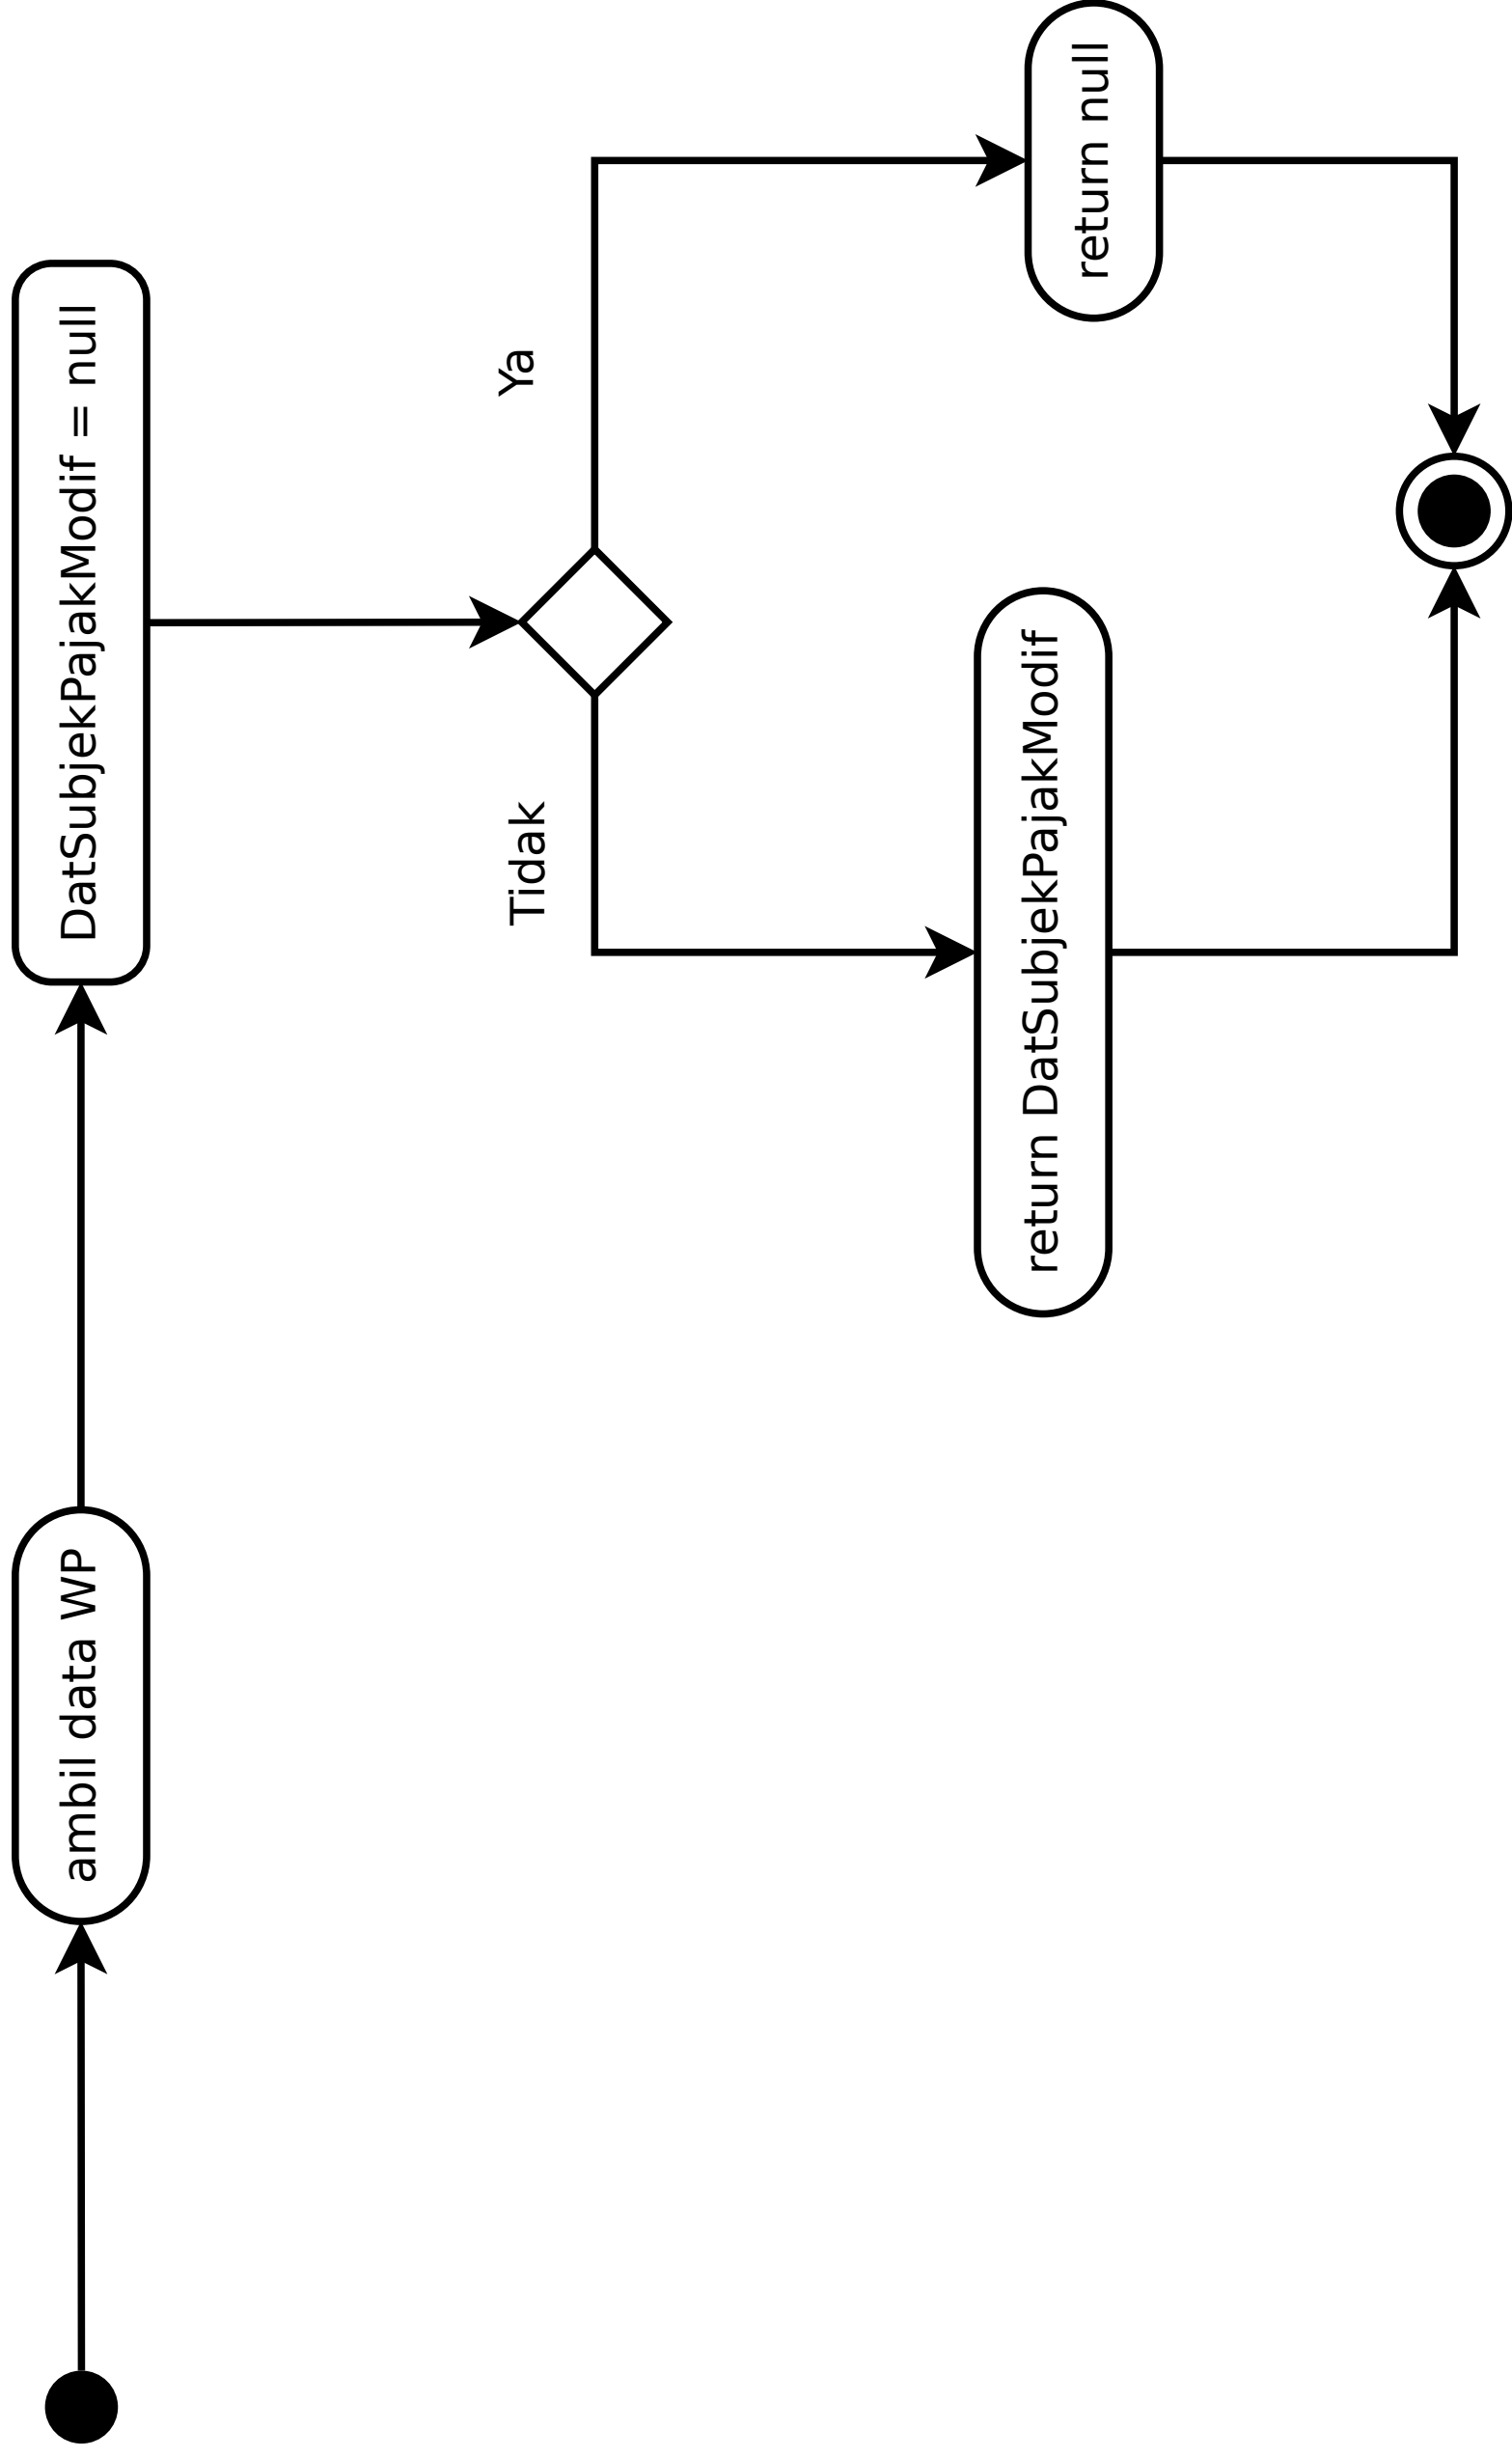 ambil data WP
DatSubjekPajakModif = null
Tidak
Ya
return DatSubjekPajakModif
return null